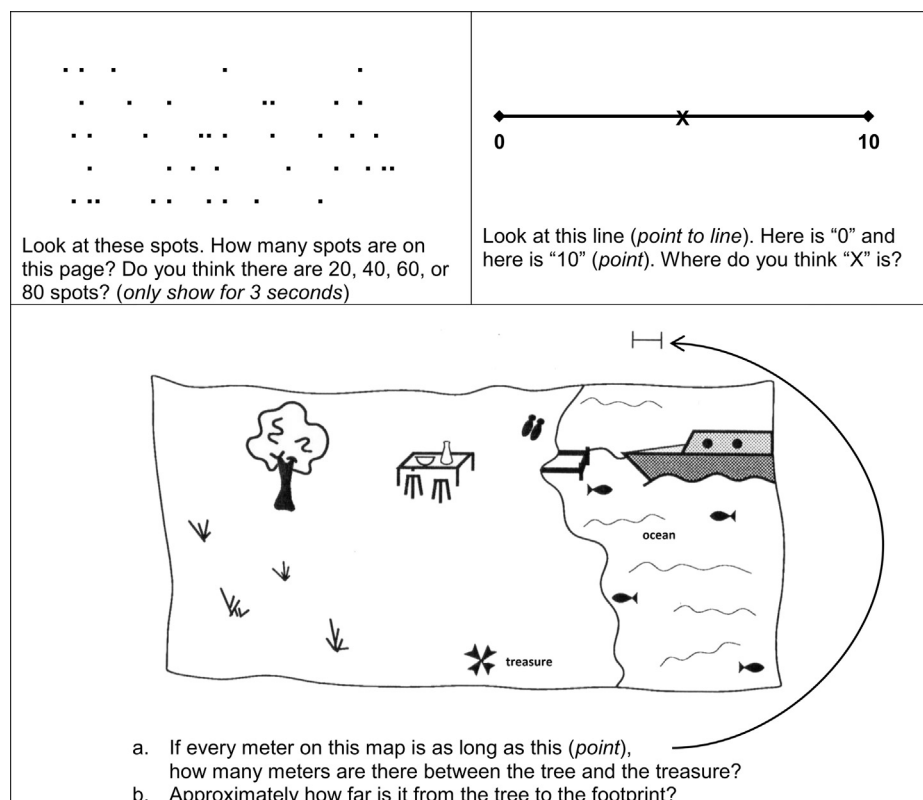 Look at these spots. How many spots are on
this page? Do you think there are 20, 40, 60, or
80 spots? (only show for 3 seconds)
X
0 10
Look at this line (point to line). Here is “0” and
here is “10” (point). Where do you think “X” is?
ocean
treasure
a. If every meter on this map is as long as this (point),
how many meters are there between the tree and the treasure?
b. Approximately how far is it from the tree to the footprint?